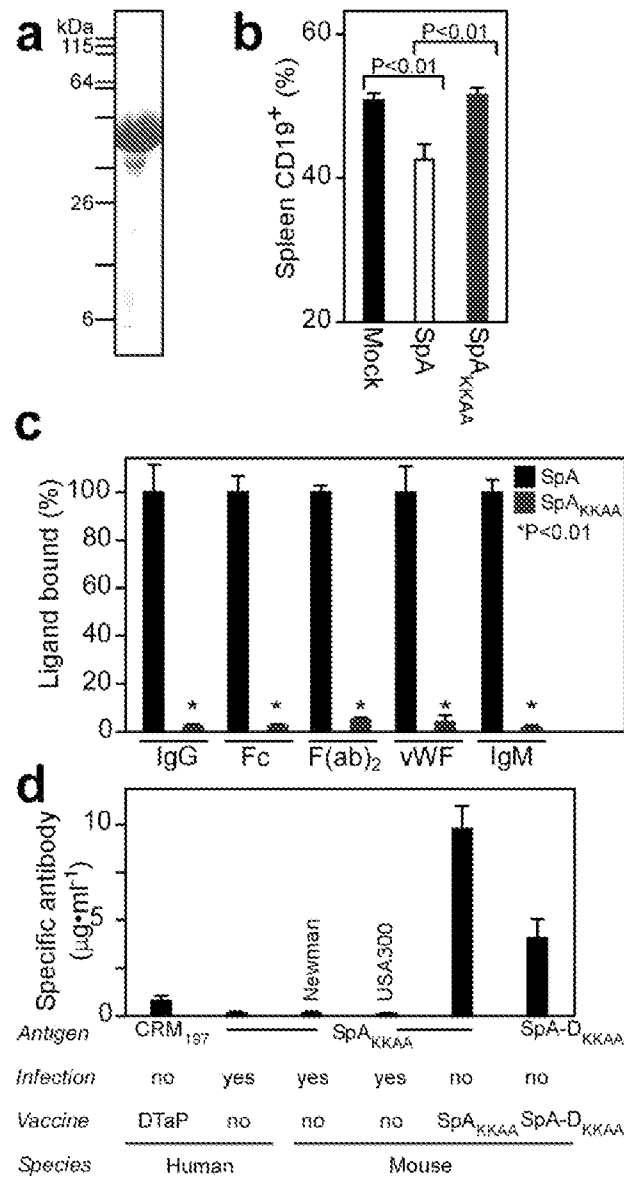 a
kDa
115
64
26
6
b
Spleen CD19+ (%)
60
40
20
P<0.01
P<0.01
Mock
SpA
SpAKKAA
c
Ligand bound (%)
100
80
60
40
20
0
SpA
SpAKKAA
*P<0.01
* * * * *
IgG Fc F(ab)2 vWF IgM
d
Specific antibody
(µg•ml-1)
10
5
0
Newman
USA300
Antigen CRM197 SpAKKAA SpA-DKKAA
Infection no yes yes yes no no
Vaccine DTaP no no no SpAKKAA SpA-DKKAA
Species Human Mouse